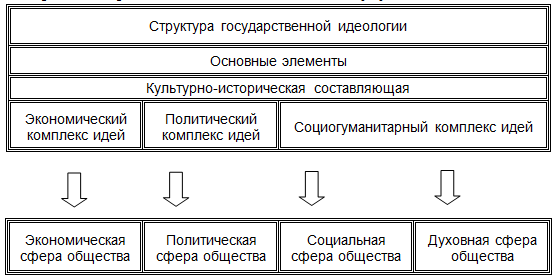 Структура государственной идеологии
Основные элементы
Культурно-историческая составляющая
Экономический
комплекс идей
Политический
комплекс идей
Социогуманитарный комплекс идей
Экономическая
сфера общества
Политическая
сфера общества
Социальная
сфера общества
Духовная сфера
общества